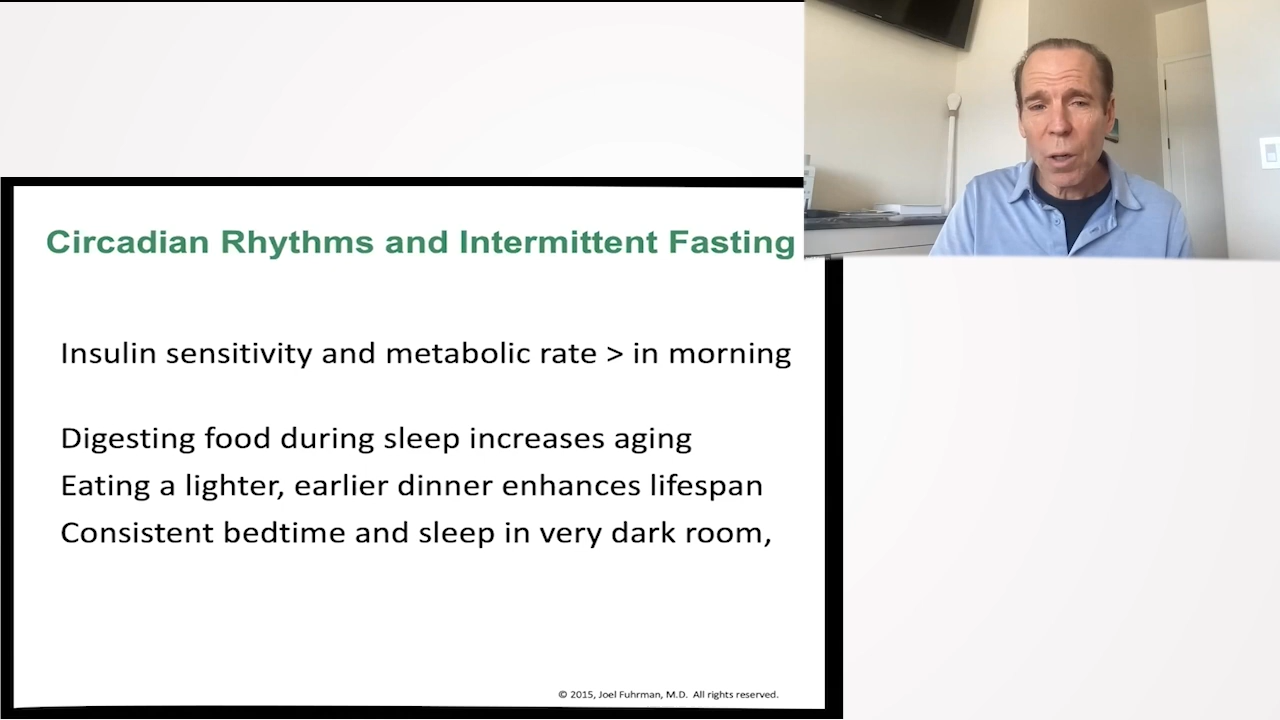 Circadian Rhythms and Intermittent Fasting
Insulin sensitivity and metabolic rate > in morning
Digesting food during sleep increases aging
Eating a lighter, earlier dinner enhances lifespan
Consistent bedtime and sleep in very dark room,
© 2015, Joel Fuhrman, M.D. All rights reserved.